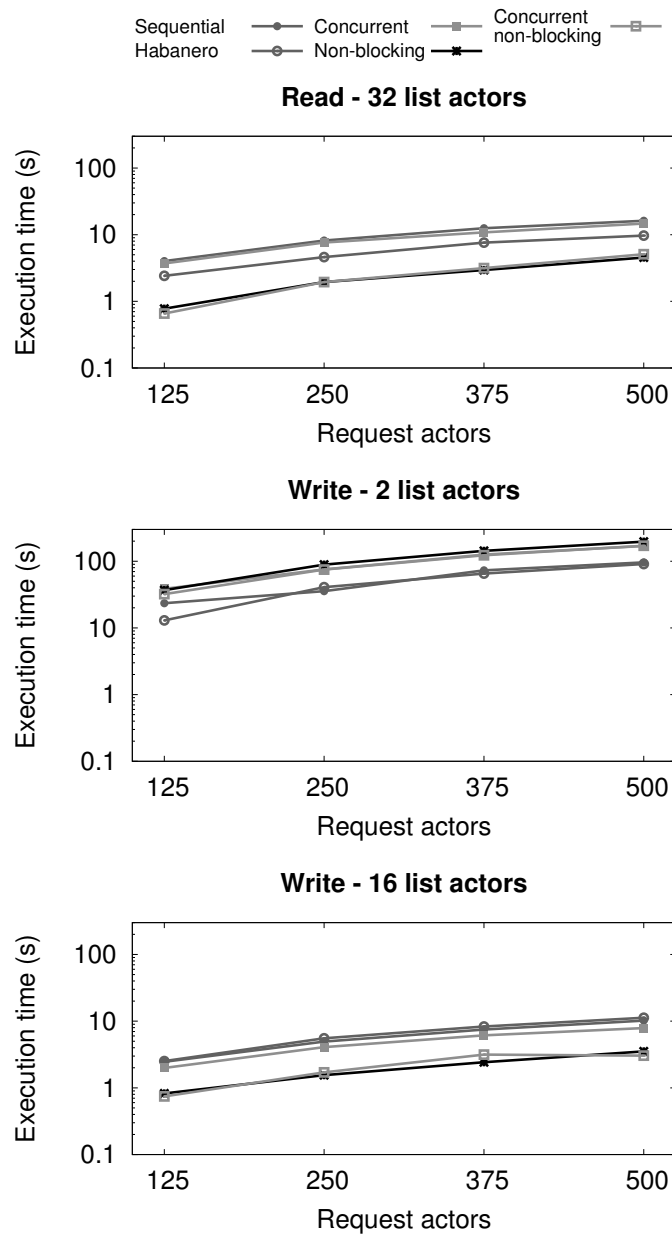 Sequential Concurrent Concurrent non-blocking
Habanero Non-blocking
Read - 32 list actors
Execution time (s)
100
10
1
0.1
125 250 375 500
Request actors
Write - 2 list actors
Execution time (s)
100
10
1
0.1
125 250 375 500
Request actors
Write - 16 list actors
Execution time (s)
100
10
1
0.1
125 250 375 500
Request actors